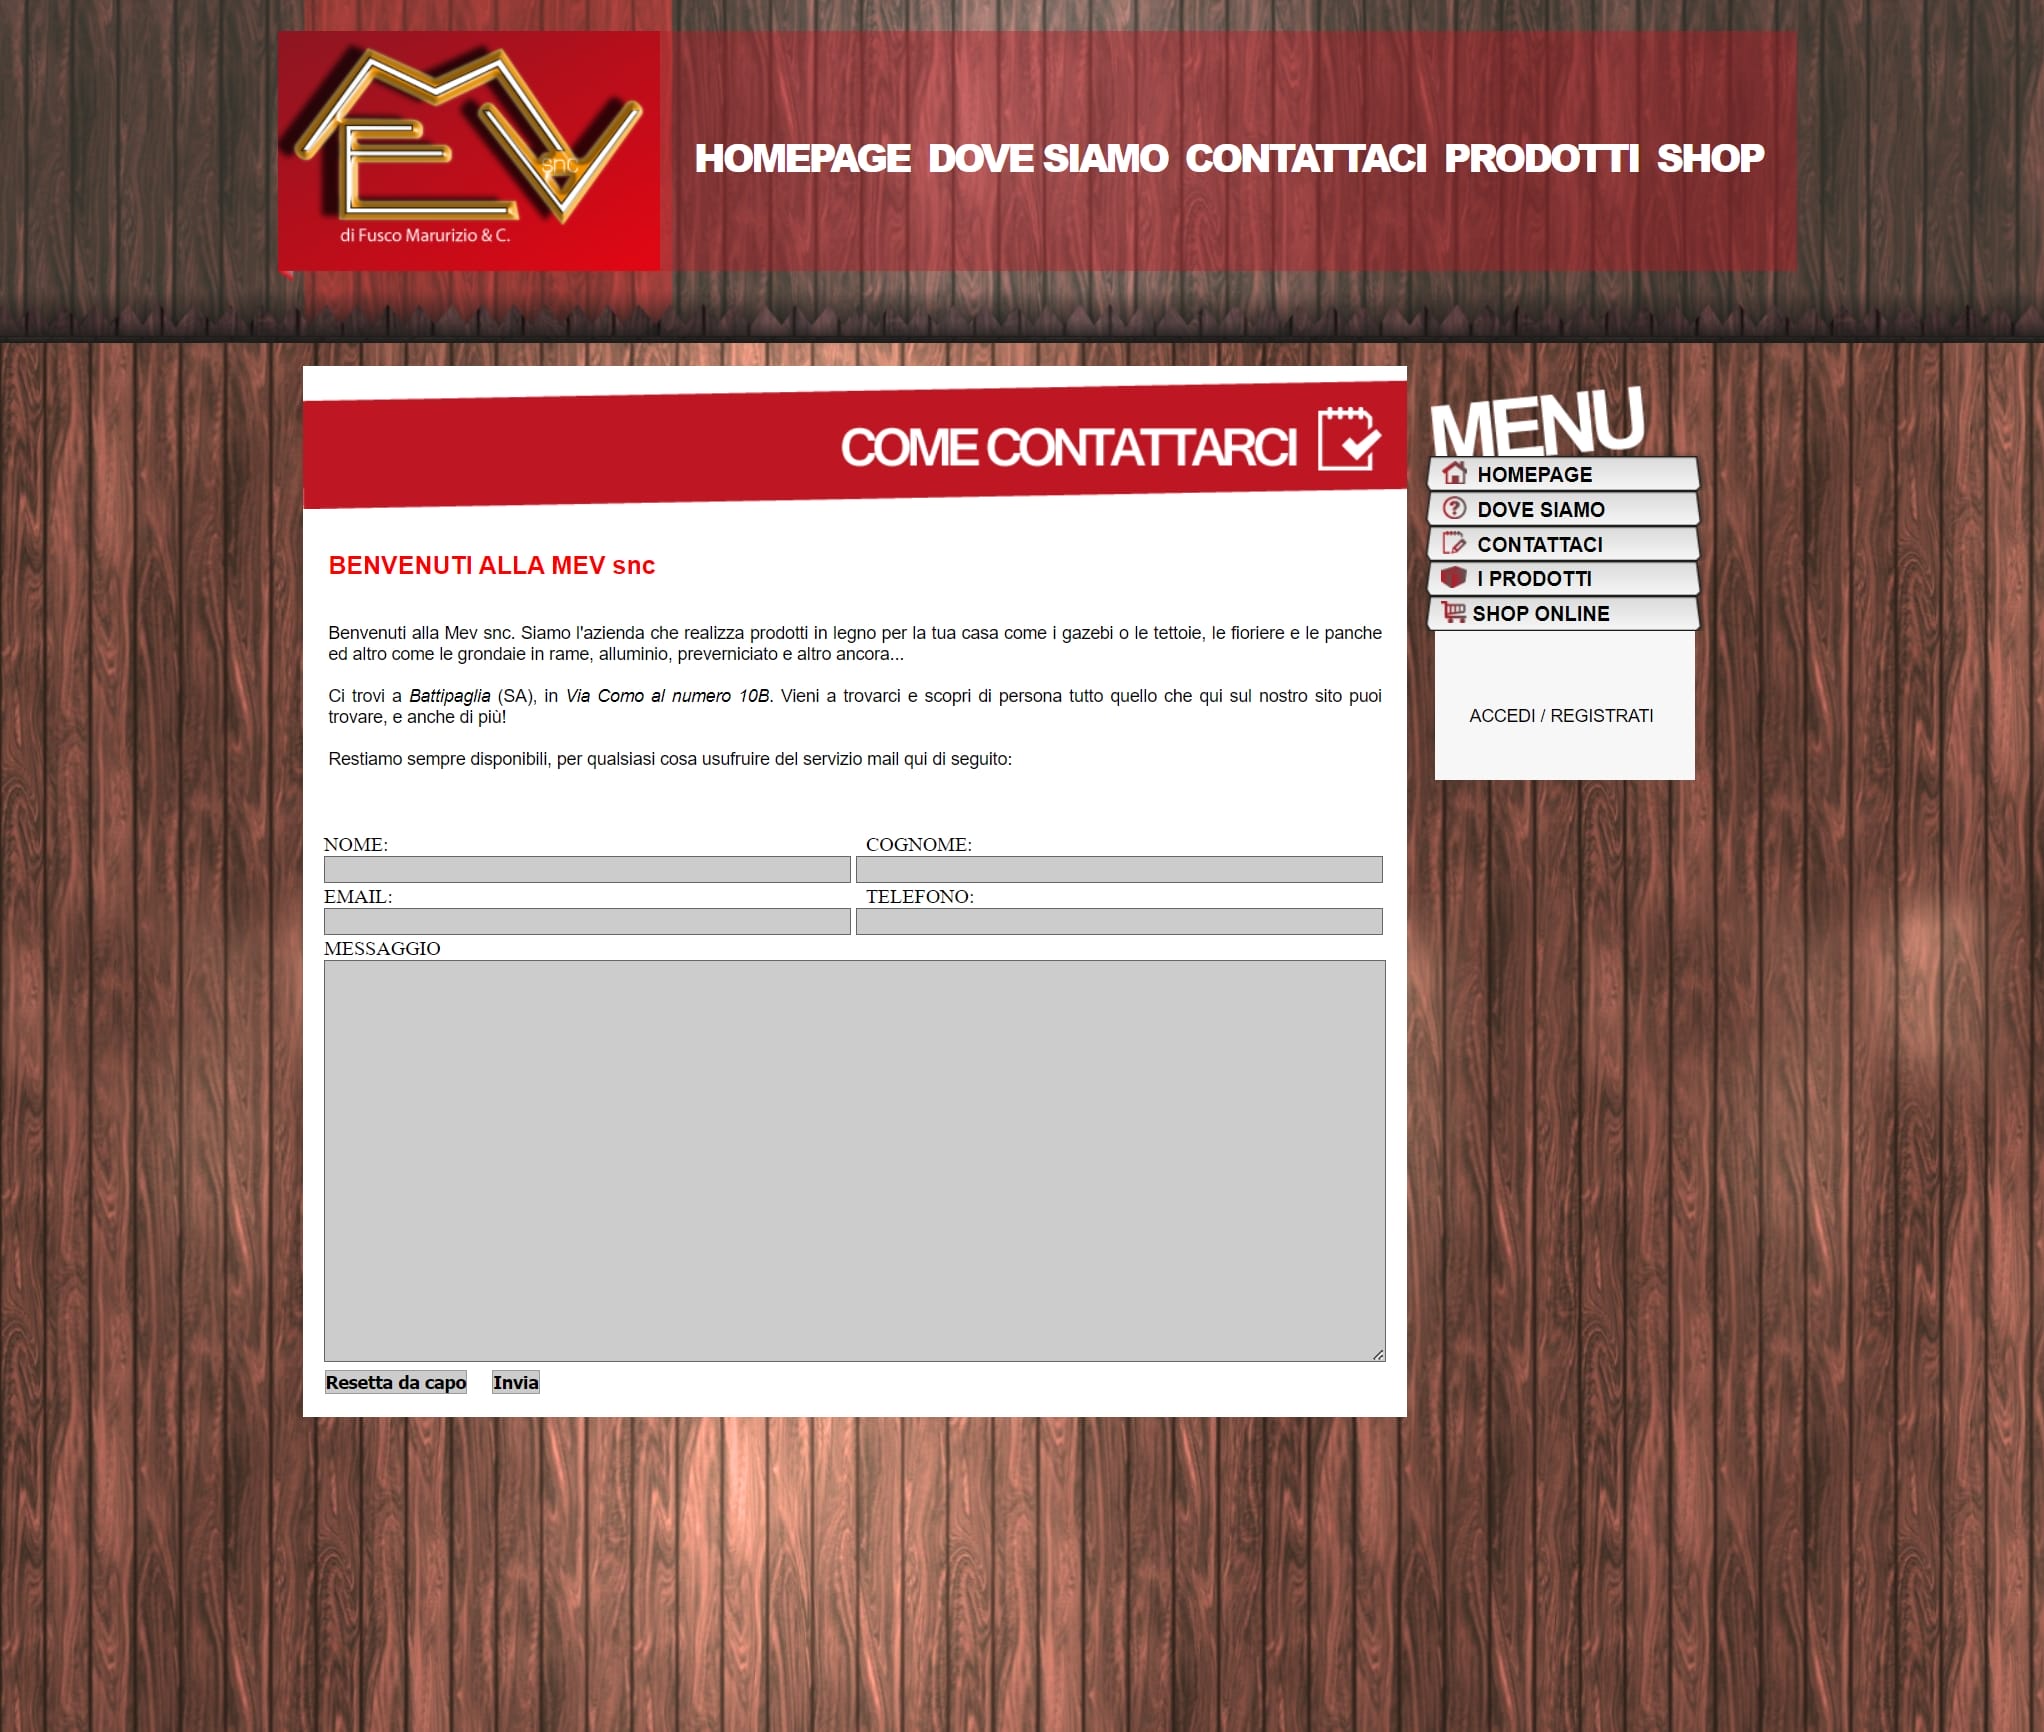 MEV
snc
di Fusco Marurizio & C.
HOMEPAGE DOVE SIAMO CONTATTACI PRODOTTI SHOP
COME CONTATTARCI
MENU
HOMEPAGE
DOVE SIAMO
CONTATTACI
I PRODOTTI
SHOP ONLINE
ACCEDI / REGISTRATI
BENVENUTI ALLA MEV snc
Benvenuti alla Mev snc. Siamo l'azienda che realizza prodotti in legno per la tua casa come i gazebi o le tettoie, le fioriere e le panche
ed altro come le grondaie in rame, alluminio, preverniciato e altro ancora...
Ci trovi a Battipaglia (SA), in Via Como al numero 10B. Vieni a trovarci e scopri di persona tutto quello che qui sul nostro sito puoi
trovare, e anche di più!
Restiamo sempre disponibili, per qualsiasi cosa usufruire del servizio mail qui di seguito:
NOME: COGNOME:
EMAIL: TELEFONO:
MESSAGGIO
Resetta da capo Invia